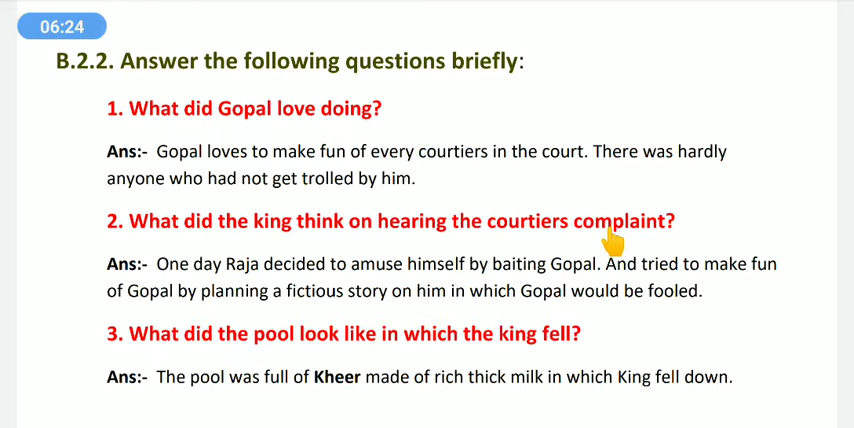 06:24
B.2.2. Answer the following questions briefly:
1. What did Gopal love doing?
Ans:- Gopal loves to make fun of every courtiers in the court. There was hardly
anyone who had not get trolled by him.
2. What did the king think on hearing the courtiers complaint?
Ans:- One day Raja decided to amuse himself by baiting Gopal. And tried to make fun
of Gopal by planning a fictious story on him in which Gopal would be fooled.
3. What did the pool look like in which the king fell?
Ans:- The pool was full of Kheer made of rich thick milk in which King fell down.